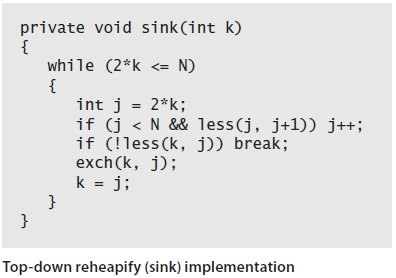 private void sink(int k)
{
while (2*k <= N)
{
int j = 2*k;
if (j < N && less(j, j+1)) j++;
if (!less(k, j)) break;
exch(k, j);
k = j;
}
}
Top-down reheapify (sink) implementation